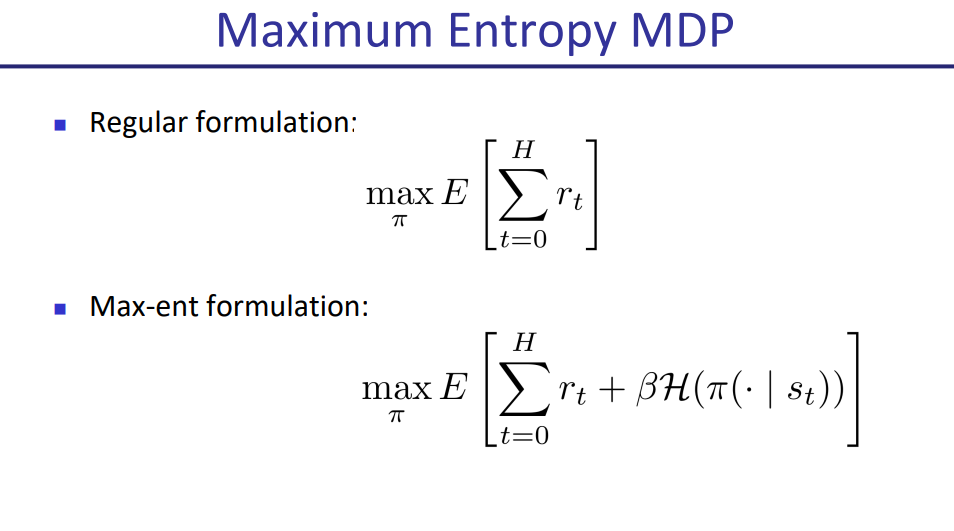 Maximum Entropy MDP
▪ Regular formulation:
$\max_{\pi} E \left[ \sum_{t=0}^{H} r_t \right]$
▪ Max-ent formulation:
$\max_{\pi} E \left[ \sum_{t=0}^{H} r_t + \beta \mathcal{H}(\pi(\cdot \mid s_t)) \right]$